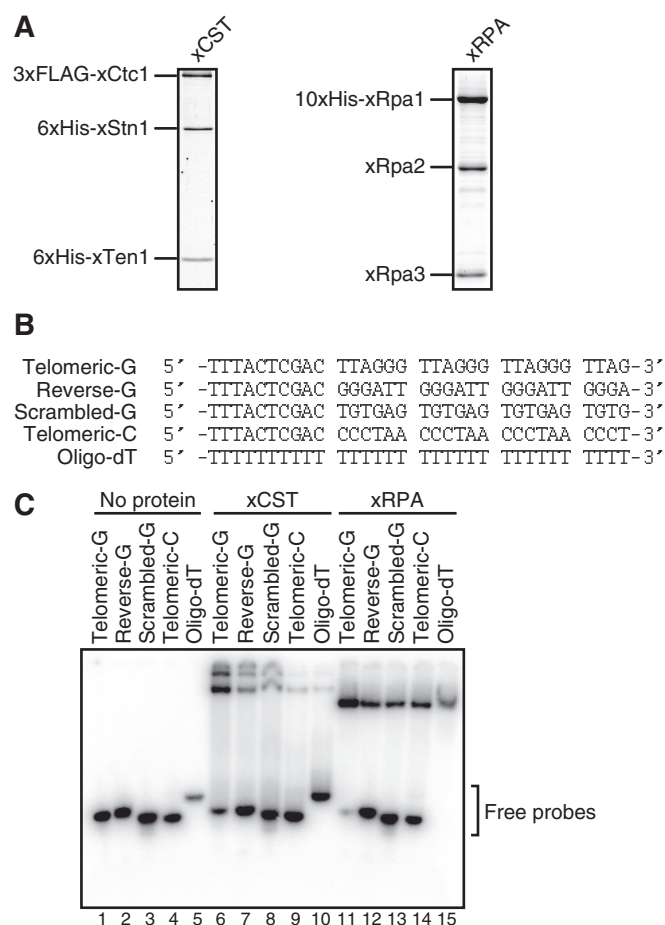 A
xCST
3xFLAG-xCtc1
6xHis-xStn1
6xHis-xTen1
xRPA
10xHis-xRpa1
xRpa2
xRpa3
B
Telomeric-G 5´ -TTTACTCGAC TTAGGG TTAGGG TTAGGG TTAG-3´
Reverse-G 5´ -TTTACTCGAC GGGATT GGGATT GGGATT GGGA-3´
Scrambled-G 5´ -TTTACTCGAC TGTGAG TGTGAG TGTGAG TGTG-3´
Telomeric-C 5´ -TTTACTCGAC CCCTAA CCCTAA CCCTAA CCCT-3´
Oligo-dT 5´ -TTTTTTTTTT TTTTTT TTTTTT TTTTTT TTTT-3´
C
No protein xCST xRPA
Telomeric-G Reverse-G Scrambled-G Telomeric-C Oligo-dT Telomeric-G Reverse-G Scrambled-G Telomeric-C Oligo-dT Telomeric-G Reverse-G Scrambled-G Telomeric-C Oligo-dT
Free probes
1 2 3 4 5 6 7 8 9 10 11 12 13 14 15